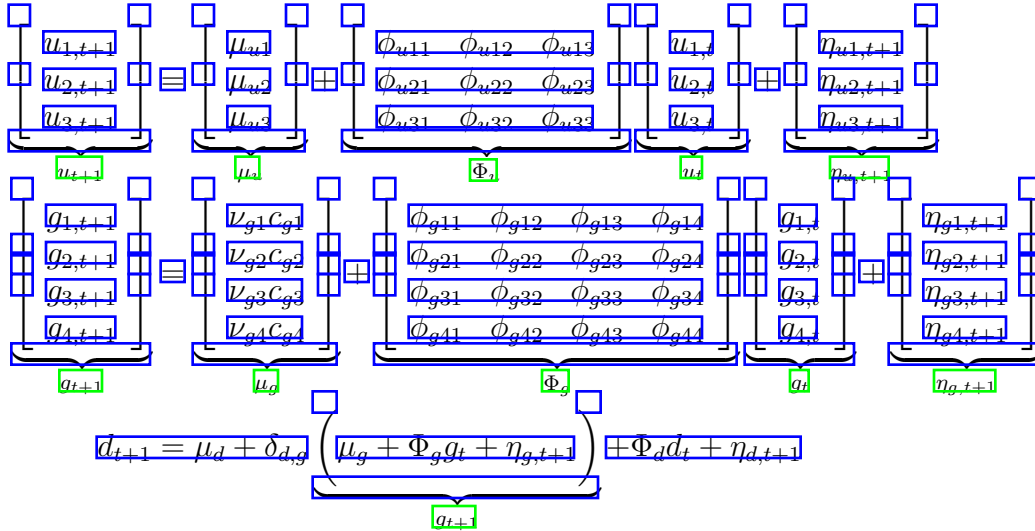 [u_{1,t+1} u_{2,t+1} u_{3,t+1}] = [μ_{u1} μ_{u2} μ_{u3}] + [ϕ_{u11} ϕ_{u12} ϕ_{u13} ; ϕ_{u21} ϕ_{u22} ϕ_{u23} ; ϕ_{u31} ϕ_{u32} ϕ_{u33}] [u_{1,t} u_{2,t} u_{3,t}] + [η_{u1,t+1} η_{u2,t+1} η_{u3,t+1}]
u_{t+1} μ_u Φ_u u_t η_{u,t+1}
[g_{1,t+1} g_{2,t+1} g_{3,t+1} g_{4,t+1}] = [ν_{g1}c_{g1} ν_{g2}c_{g2} ν_{g3}c_{g3} ν_{g4}c_{g4}] + [ϕ_{g11} ϕ_{g12} ϕ_{g13} ϕ_{g14} ; ϕ_{g21} ϕ_{g22} ϕ_{g23} ϕ_{g24} ; ϕ_{g31} ϕ_{g32} ϕ_{g33} ϕ_{g34} ; ϕ_{g41} ϕ_{g42} ϕ_{g43} ϕ_{g44}] [g_{1,t} g_{2,t} g_{3,t} g_{4,t}] + [η_{g1,t+1} η_{g2,t+1} η_{g3,t+1} η_{g4,t+1}]
g_{t+1} μ_g Φ_g g_t η_{g,t+1}
d_{t+1} = μ_d + δ_{d,g} (μ_g + Φ_g g_t + η_{g,t+1}) + Φ_d d_t + η_{d,t+1}
g_{t+1}